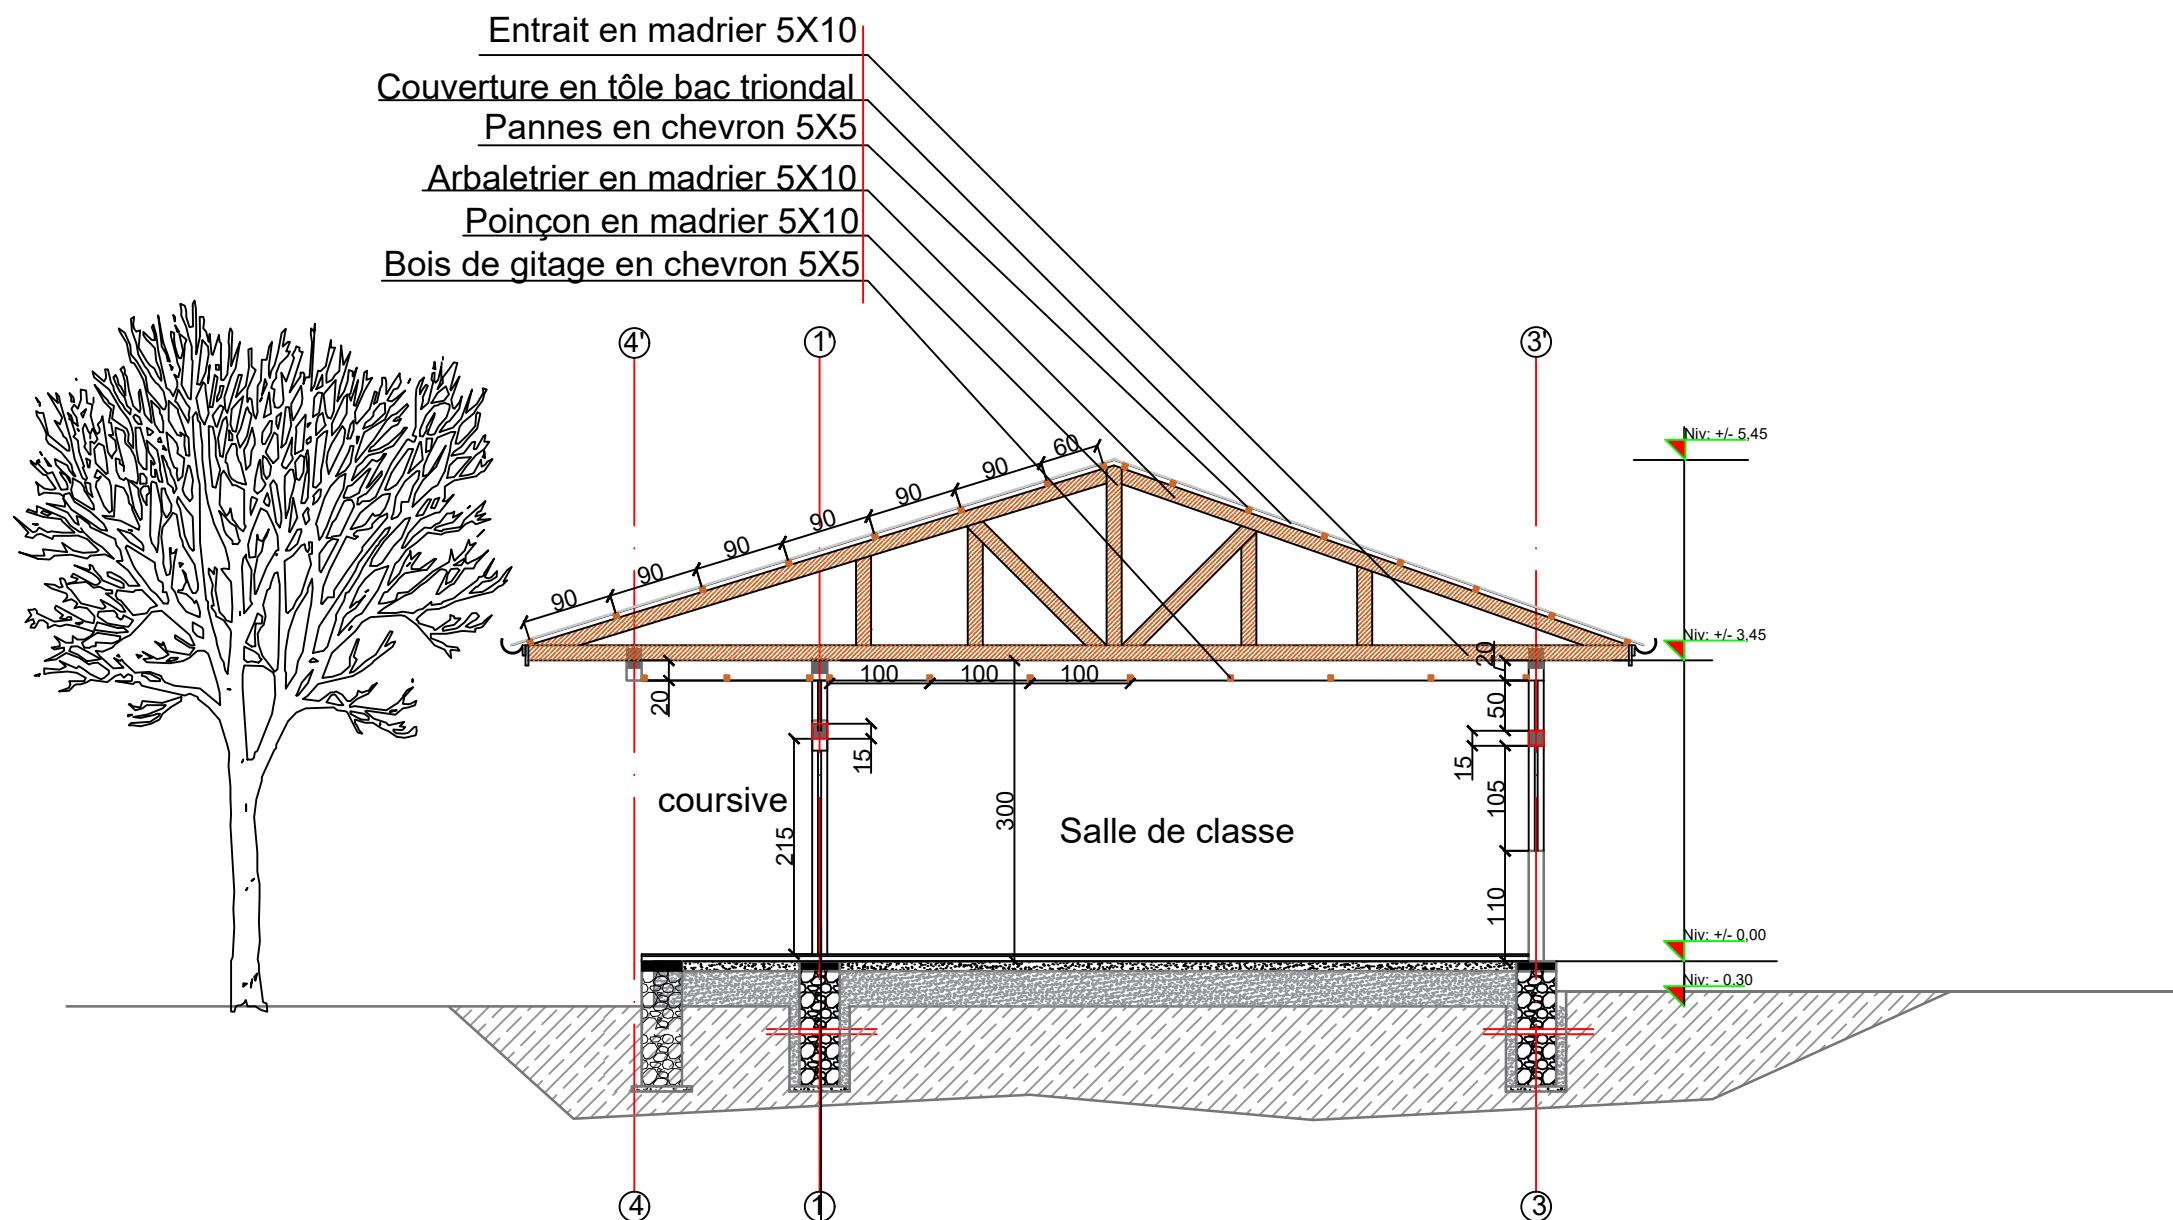 Entrait en madrier 5X10
Couverture en tôle bac triondal
Pannes en chevron 5X5
Arbaletrier en madrier 5X10
Poinçon en madrier 5X10
Bois de gitage en chevron 5X5
4'
1'
3'
Niv: +/- 5,45
60
90
90
90
90
90
90
Niv: +/- 3,45
20
100
100
100
20
50
15
15
105
coursive
215
300
Salle de classe
110
Niv: +/- 0,00
Niv: - 0.30
4
1
3